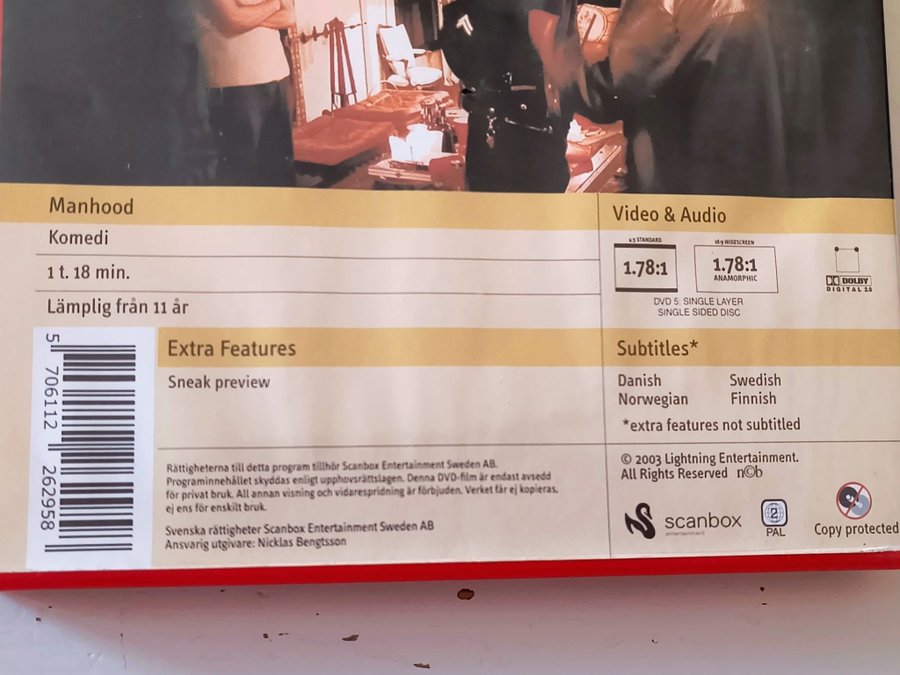 Manhood
Komedi
1 t. 18 min.
Lämplig från 11 år
5 706112 262958
Extra Features
Sneak preview
Rättigheterna till detta program tillhör Scanbox Entertainment Sweden AB.
Programinnehållet skyddas enligt upphovsrättslagen. Denna DVD-film är endast avsedd
för privat bruk. All annan visning och vidarespridning är förbjuden. Verket får ej kopieras,
ej ens för enskilt bruk.
Svenska rättigheter Scanbox Entertainment Sweden AB
Ansvarig utgivare: Nicklas Bengtsson
Video & Audio
4:3 STANDARD
1.78:1
16:9 WIDESCREEN
1.78:1
ANAMORPHIC
DOLBY
DIGITAL 2.0
DVD 5: SINGLE LAYER
SINGLE SIDED DISC
Subtitles*
Danish Swedish
Norwegian Finnish
*extra features not subtitled
© 2003 Lightning Entertainment.
All Rights Reserved n©b
scanbox
entertainment
2
PAL
Copy protected